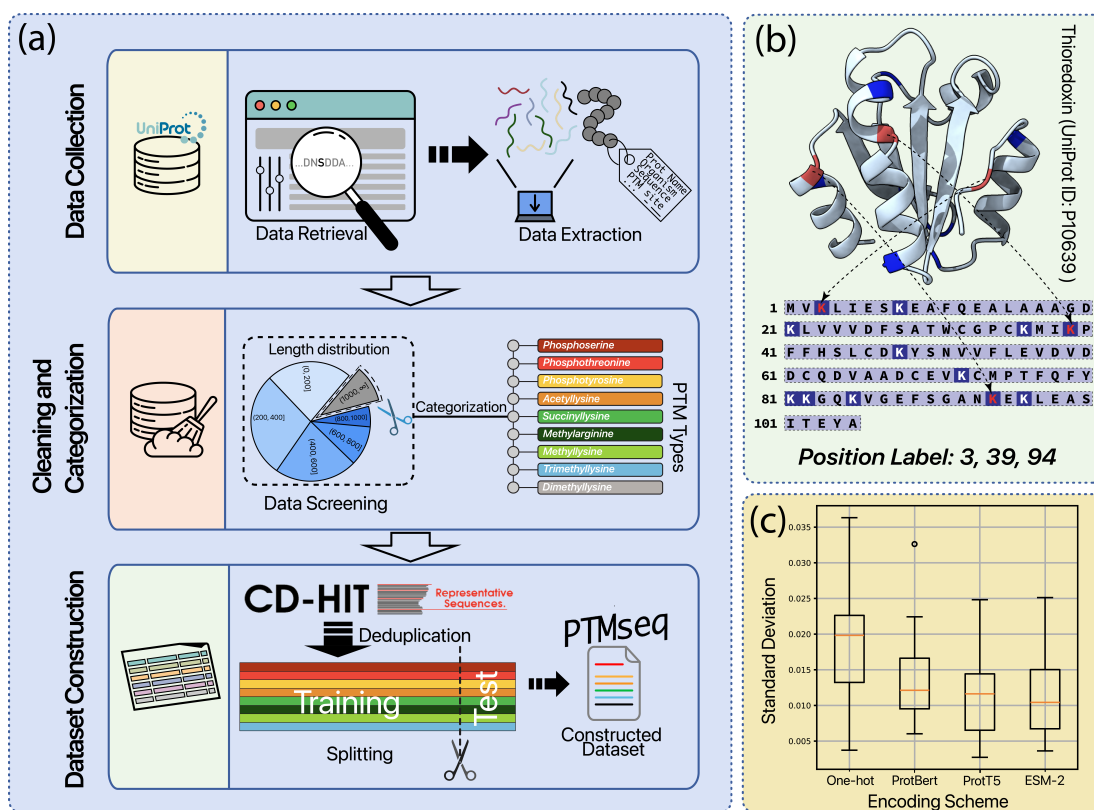 (a)
Data Collection
UniProt
...DNSDDA...
Data Retrieval
Prot Name
Organism
Sequence
PTM site
Data Extraction
Cleaning and
Categorization
Length distribution
(0, 200]
(200, 400]
(400, 600]
(600, 800]
(800,1000]
(1,000, ∞]
Data Screening
Categorization
Phosphoserine
Phosphothreonine
Phosphotyrosine
Acetyllysine
Succinyllysine
Methylarginine
Methyllysine
Trimethyllysine
Dimethyllysine
PTM Types
Dataset Construction
CD-HIT
Representative
Sequences.
Deduplication
Training
Test
Splitting
PTMseq
Constructed
Dataset
(b)
Thioredoxin (UniProt ID: P10639 )
1 M V K L I E S K E A F Q E A L A A A G D
21 K L V V V D F S A T W C G P C K M I K P
41 F F H S L C D K Y S N V V F L E V D V D
61 D C Q D V A A D C E V K C M P T F Q F Y
81 K K G Q K V G E F S G A N K E K L E A S
101 I T E Y A
Position Label: 3, 39, 94
(c)
Standard Deviation
0.035
0.030
0.025
0.020
0.015
0.010
0.005
One-hot ProtBert ProtT5 ESM-2
Encoding Scheme